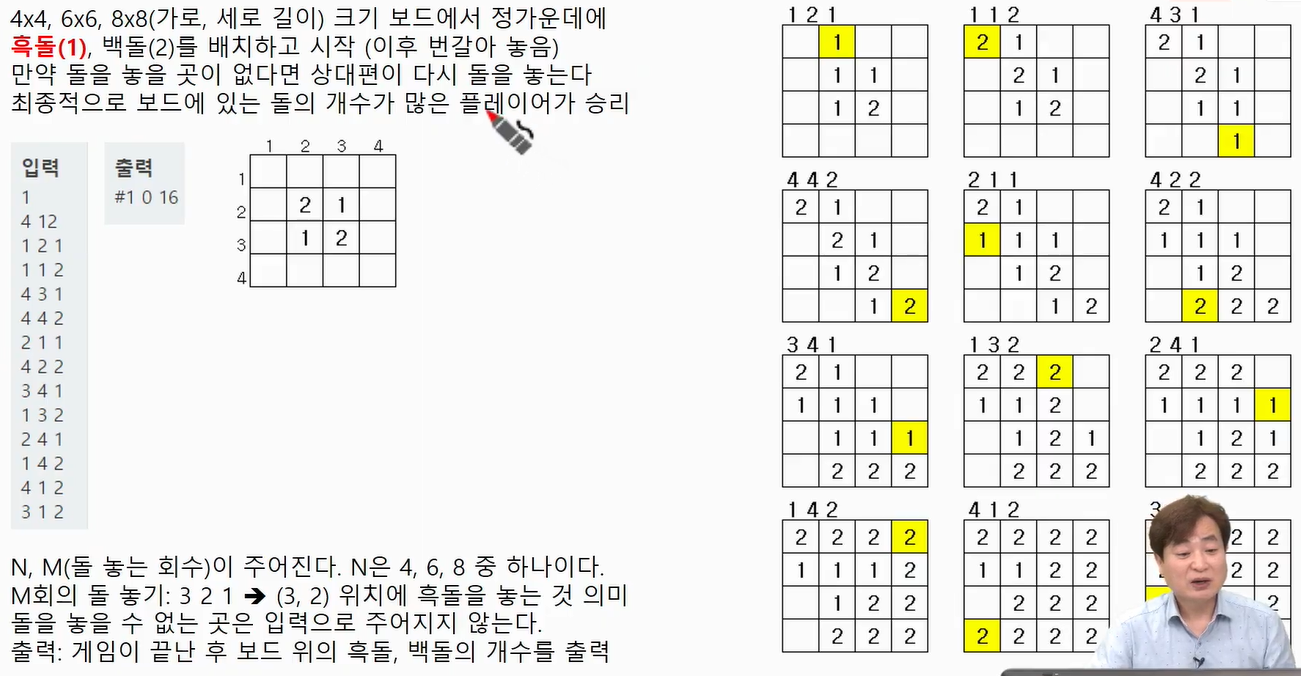 4x4, 6x6, 8x8(가로, 세로 길이) 크기 보드에서 정가운데에
흑돌(1), 백돌(2)를 배치하고 시작 (이후 번갈아 놓음)
만약 돌을 놓을 곳이 없다면 상대편이 다시 돌을 놓는다
최종적으로 보드에 있는 돌의 개수가 많은 플레이어가 승리
입력
1
4 12
1 2 1
1 1 2
4 3 1
4 4 2
2 1 1
4 2 2
3 4 1
1 3 2
2 4 1
1 4 2
4 1 2
3 1 2
출력
#1 0 16
1 2 3 4
1
2 2 1
3 1 2
4
N, M(돌 놓는 회수)이 주어진다. N은 4, 6, 8 중 하나이다.
M회의 돌 놓기: 3 2 1 ➔ (3, 2) 위치에 흑돌을 놓는 것 의미
돌을 놓을 수 없는 곳은 입력으로 주어지지 않는다.
출력: 게임이 끝난 후 보드 위의 흑돌, 백돌의 개수를 출력
1 2 1
1
1 1
1 2
1 1 2
2 1
2 1
1 2
4 3 1
2 1
2 1
1 1
1
4 4 2
2 1
2 1
1 2
1 2
2 1 1
2 1
1 1 1
1 2
1 2
4 2 2
2 1
1 1 1
1 2
2 2 2
3 4 1
2 1
1 1 1
1 1 1
2 2 2
1 3 2
2 2 2
1 1 2
1 2 1
2 2 2
2 4 1
2 2 2
1 1 1 1
1 2 1
2 2 2
1 4 2
2 2 2 2
1 1 1 2
1 2 2
2 2 2
4 1 2
2 2 2 2
1 1 2 2
2 2 2
2 2 2 2
3
2 2
2 2
2